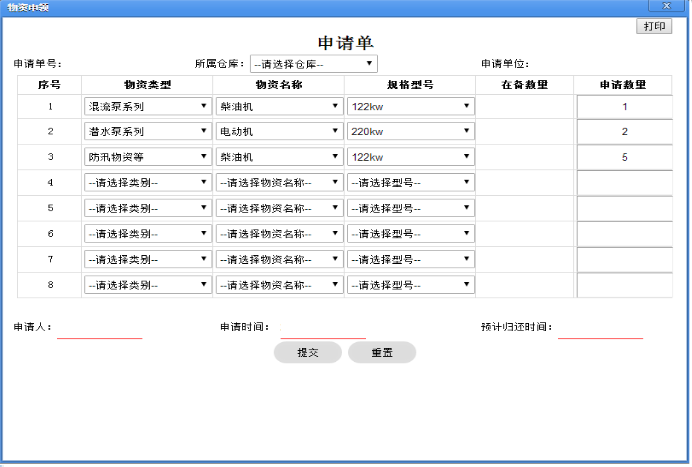 物资申领
x
打印
申请单
申请单号: 所属仓库: --请选择仓库-- 申请单位:
序号 物资类型 物资名称 规格型号 在备数量 申请数量
1 混流泵系列 柴油机 122kw 1
2 潜水泵系列 电动机 220kw 2
3 防汛物资等 柴油机 122kw 5
4 --请选择类别-- --请选择物资名称-- --请选择型号--
5 --请选择类别-- --请选择物资名称-- --请选择型号--
6 --请选择类别-- --请选择物资名称-- --请选择型号--
7 --请选择类别-- --请选择物资名称-- --请选择型号--
8 --请选择类别-- --请选择物资名称-- --请选择型号--
申请人: 申请时间: 预计归还时间:
提交 重置